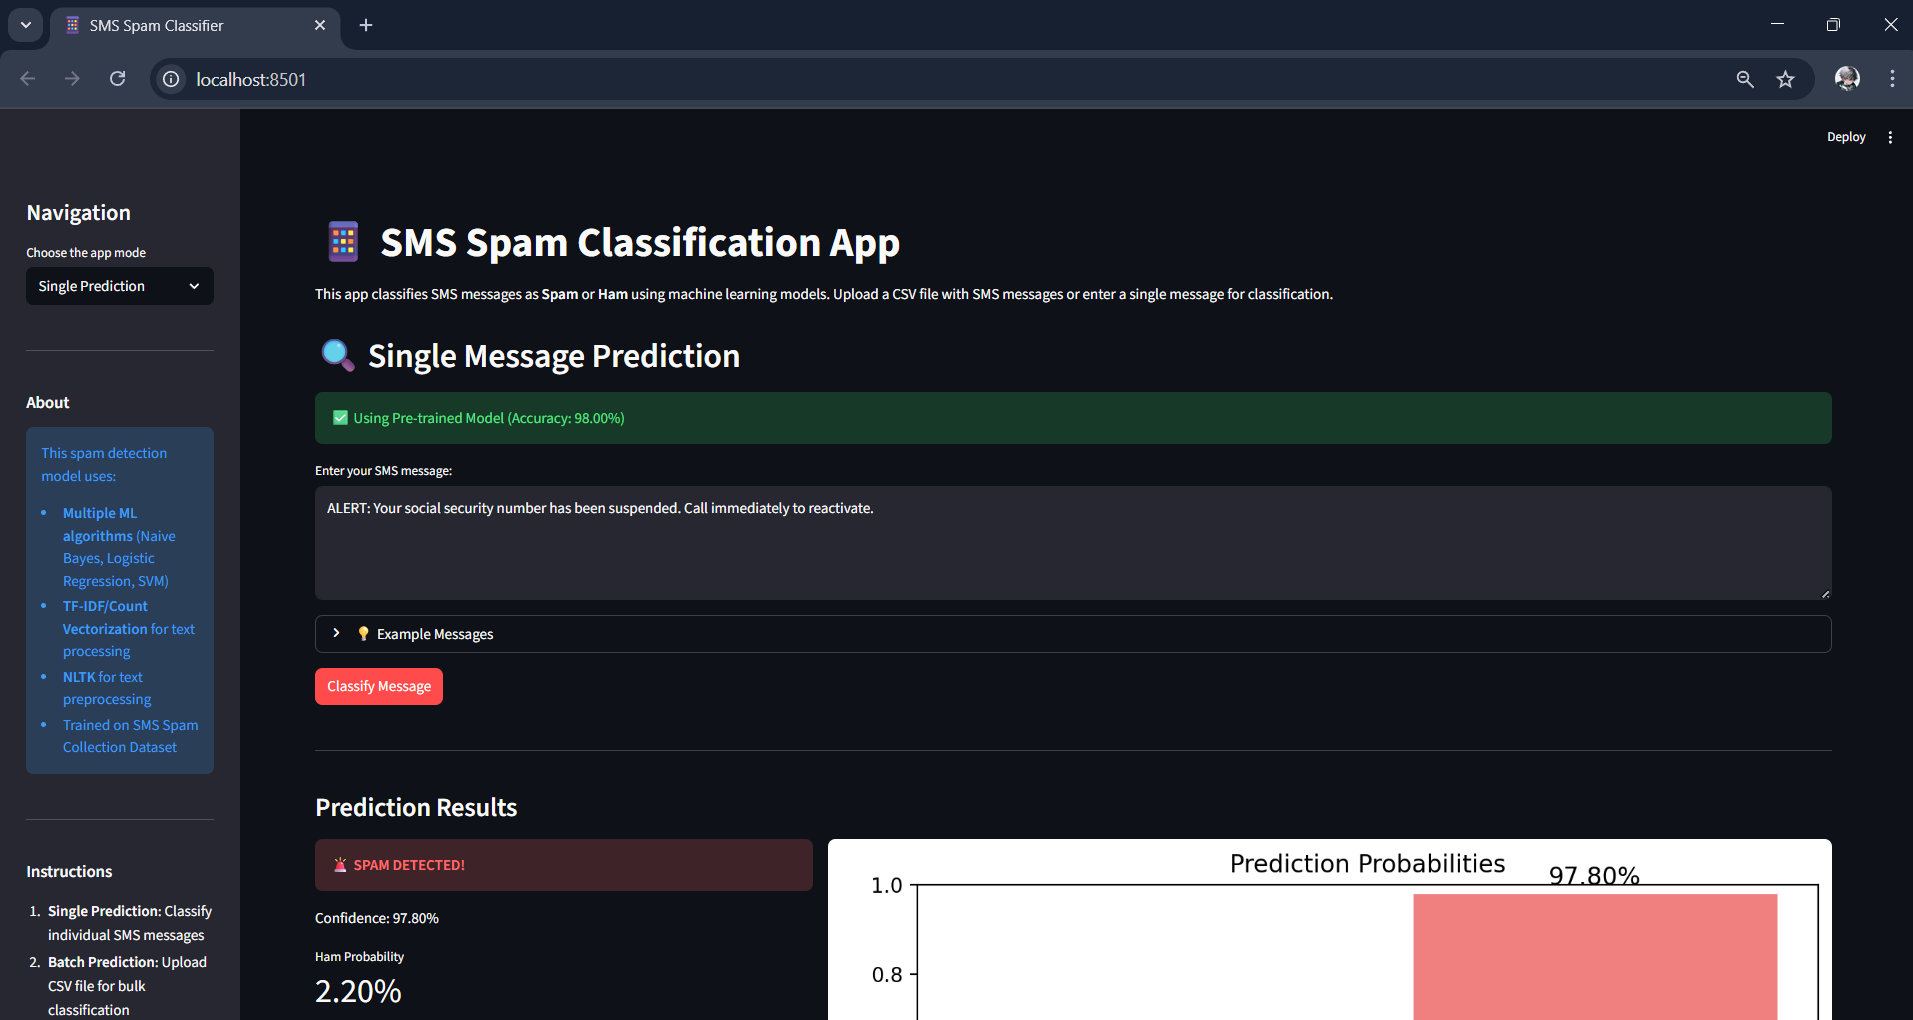 SMS Spam Classifier
localhost:8501
Deploy
Navigation
Choose the app mode
Single Prediction
About
This spam detection
model uses:
Multiple ML
algorithms (Naive
Bayes, Logistic
Regression, SVM)
TF-IDF/Count
Vectorization for text
processing
NLTK for text
preprocessing
Trained on SMS Spam
Collection Dataset
Instructions
1. Single Prediction: Classify
individual SMS messages
2. Batch Prediction: Upload
CSV file for bulk
classification
SMS Spam Classification App
This app classifies SMS messages as Spam or Ham using machine learning models. Upload a CSV file with SMS messages or enter a single message for classification.
Single Message Prediction
Using Pre-trained Model (Accuracy: 98.00%)
Enter your SMS message:
ALERT: Your social security number has been suspended. Call immediately to reactivate.
Example Messages
Classify Message
Prediction Results
SPAM DETECTED!
Confidence: 97.80%
Ham Probability
2.20%
Prediction Probabilities
97.80%
1.0
0.8